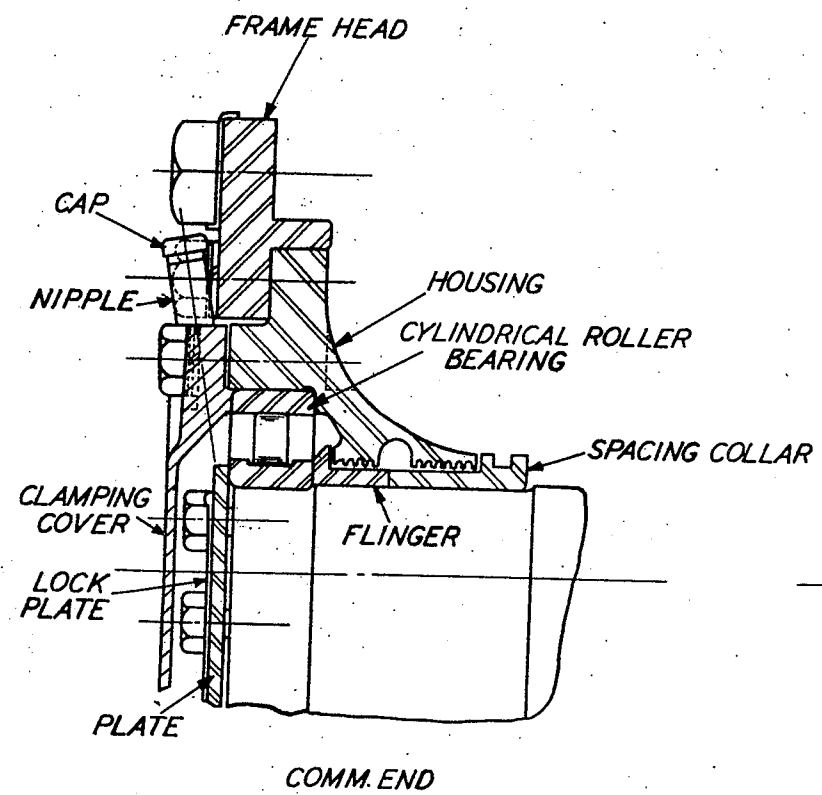 FRAME HEAD
CAP
NIPPLE
HOUSING
CYLINDRICAL ROLLER
BEARING
SPACING COLLAR
CLAMPING
COVER
FLINGER
LOCK
PLATE
PLATE
COMM. END